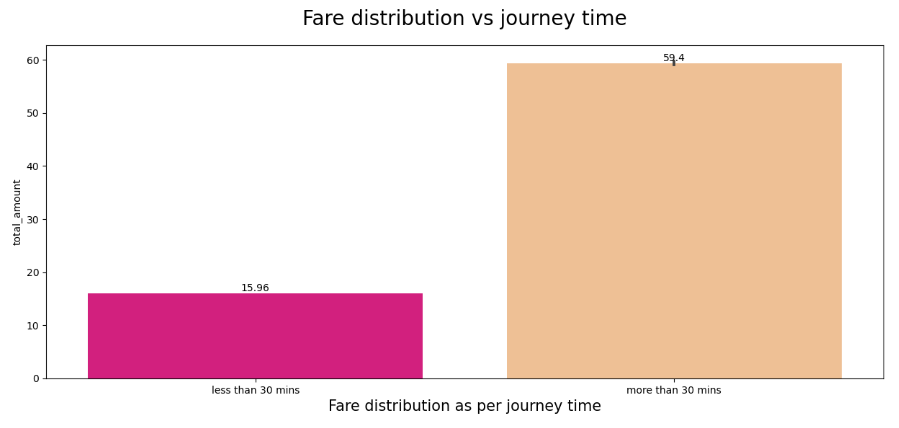 Fare distribution vs journey time
60
50
40
30
20
10
0
total_amount
15.96
59.4
less than 30 mins
more than 30 mins
Fare distribution as per journey time